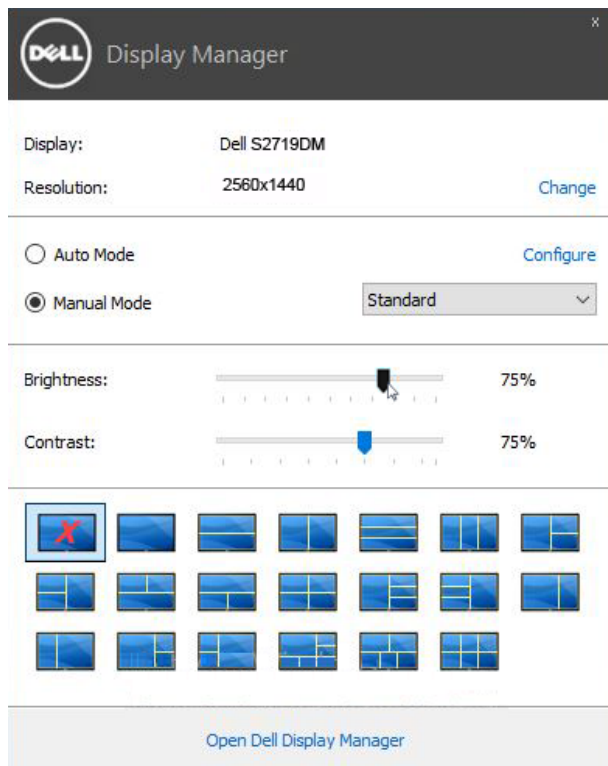 x
DELL Display Manager
Display: Dell S2719DM
Resolution: 2560x1440 Change
Auto Mode Configure
Manual Mode Standard
Brightness: 75%
Contrast: 75%
Open Dell Display Manager